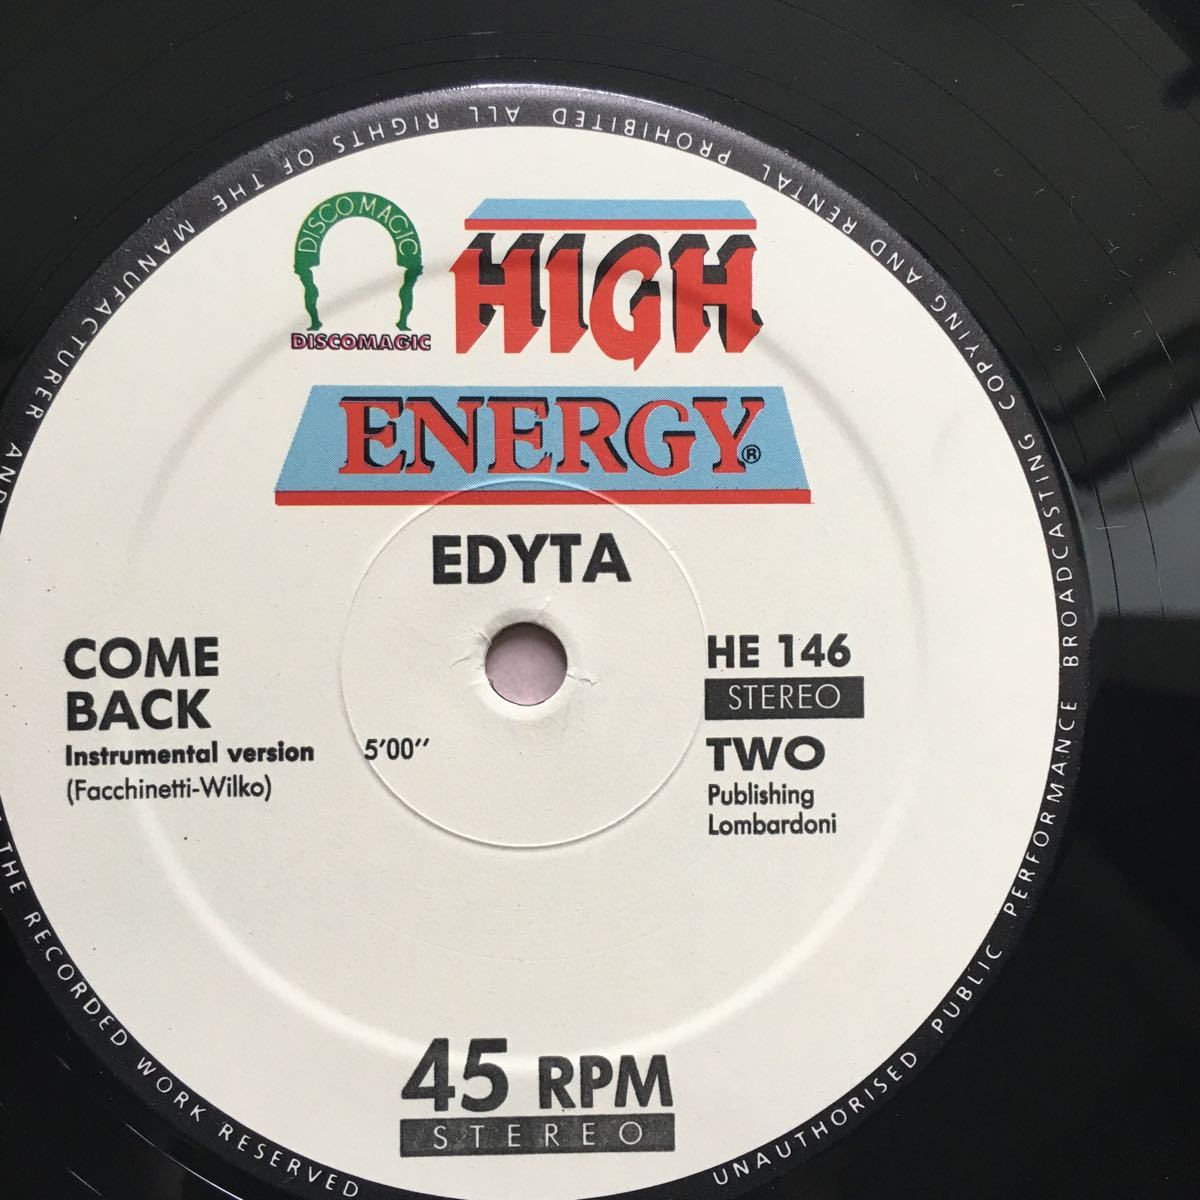 DISCO MAGIC
DISCOMAGIC
HIGH
ENERGY®
EDYTA
COME
BACK
Instrumental version 5'00''
(Facchinetti-Wilko)
HE 146
STEREO
TWO
Publishing
Lombardoni
45 RPM
STEREO
THE RECORDED WORK RESERVED
UNAUTHORISED PUBLIC PERFORMANCE BROADCASTING COPYING AND RENTAL PROHIBITED ALL RIGHTS OF THE MANUFACTURER AND